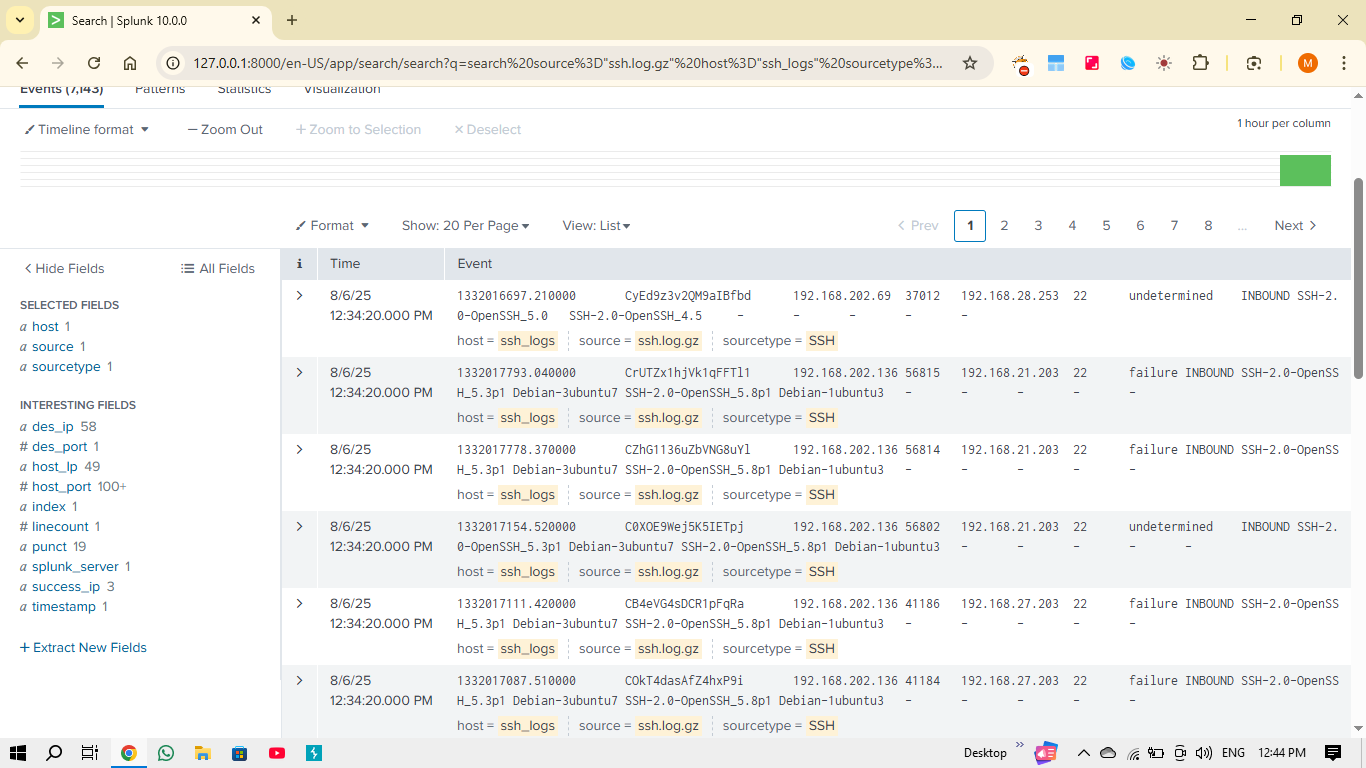 Search | Splunk 10.0.0
127.0.0.1:8000/en-US/app/search/search?q=search%20source%3D"ssh.log.gz"%20host%3D"ssh_logs"%20sourcetype%3...
M
Events (7,143) Patterns Statistics Visualization
Timeline format — Zoom Out + Zoom to Selection × Deselect
1 hour per column
Format Show: 20 Per Page View: List < Prev 1 2 3 4 5 6 7 8 ... Next >
< Hide Fields All Fields
SELECTED FIELDS
a host 1
a source 1
a sourcetype 1
INTERESTING FIELDS
a des_ip 58
# des_port 1
a host_Ip 49
# host_port 100+
a index 1
# linecount 1
a punct 19
a splunk_server 1
a success_ip 3
a timestamp 1
+ Extract New Fields
i Time Event
> 8/6/25 1332016697.210000 CyEd9z3v2QM9aIBfbd 192.168.202.69 37012 192.168.28.253 22 undetermined INBOUND SSH-2.
12:34:20.000 PM 0-OpenSSH_5.0 SSH-2.0-OpenSSH_4.5 - - - - -
host = ssh_logs source = ssh.log.gz sourcetype = SSH
> 8/6/25 1332017793.040000 CrUTZx1hjVk1qFFTl1 192.168.202.136 56815 192.168.21.203 22 failure INBOUND SSH-2.0-OpenSS
12:34:20.000 PM H_5.3p1 Debian-3ubuntu7 SSH-2.0-OpenSSH_5.8p1 Debian-1ubuntu3 - - - - -
host = ssh_logs source = ssh.log.gz sourcetype = SSH
> 8/6/25 1332017778.370000 CZhG1136uZbVNG8uYl 192.168.202.136 56814 192.168.21.203 22 failure INBOUND SSH-2.0-OpenSS
12:34:20.000 PM H_5.3p1 Debian-3ubuntu7 SSH-2.0-OpenSSH_5.8p1 Debian-1ubuntu3 - - - - -
host = ssh_logs source = ssh.log.gz sourcetype = SSH
> 8/6/25 1332017154.520000 C0XOE9Wej5K5IETpj 192.168.202.136 56802 192.168.21.203 22 undetermined INBOUND SSH-2.
12:34:20.000 PM 0-OpenSSH_5.3p1 Debian-3ubuntu7 SSH-2.0-OpenSSH_5.8p1 Debian-1ubuntu3 - - - - -
host = ssh_logs source = ssh.log.gz sourcetype = SSH
> 8/6/25 1332017111.420000 CB4eVG4sDCR1pFqRa 192.168.202.136 41186 192.168.27.203 22 failure INBOUND SSH-2.0-OpenSS
12:34:20.000 PM H_5.3p1 Debian-3ubuntu7 SSH-2.0-OpenSSH_5.8p1 Debian-1ubuntu3 - - - - -
host = ssh_logs source = ssh.log.gz sourcetype = SSH
> 8/6/25 1332017087.510000 COkT4dasAfZ4hxP9i 192.168.202.136 41184 192.168.27.203 22 failure INBOUND SSH-2.0-OpenSS
12:34:20.000 PM H_5.3p1 Debian-3ubuntu7 SSH-2.0-OpenSSH_5.8p1 Debian-1ubuntu3 - - - - -
host = ssh_logs source = ssh.log.gz sourcetype = SSH
Desktop ENG 12:44 PM